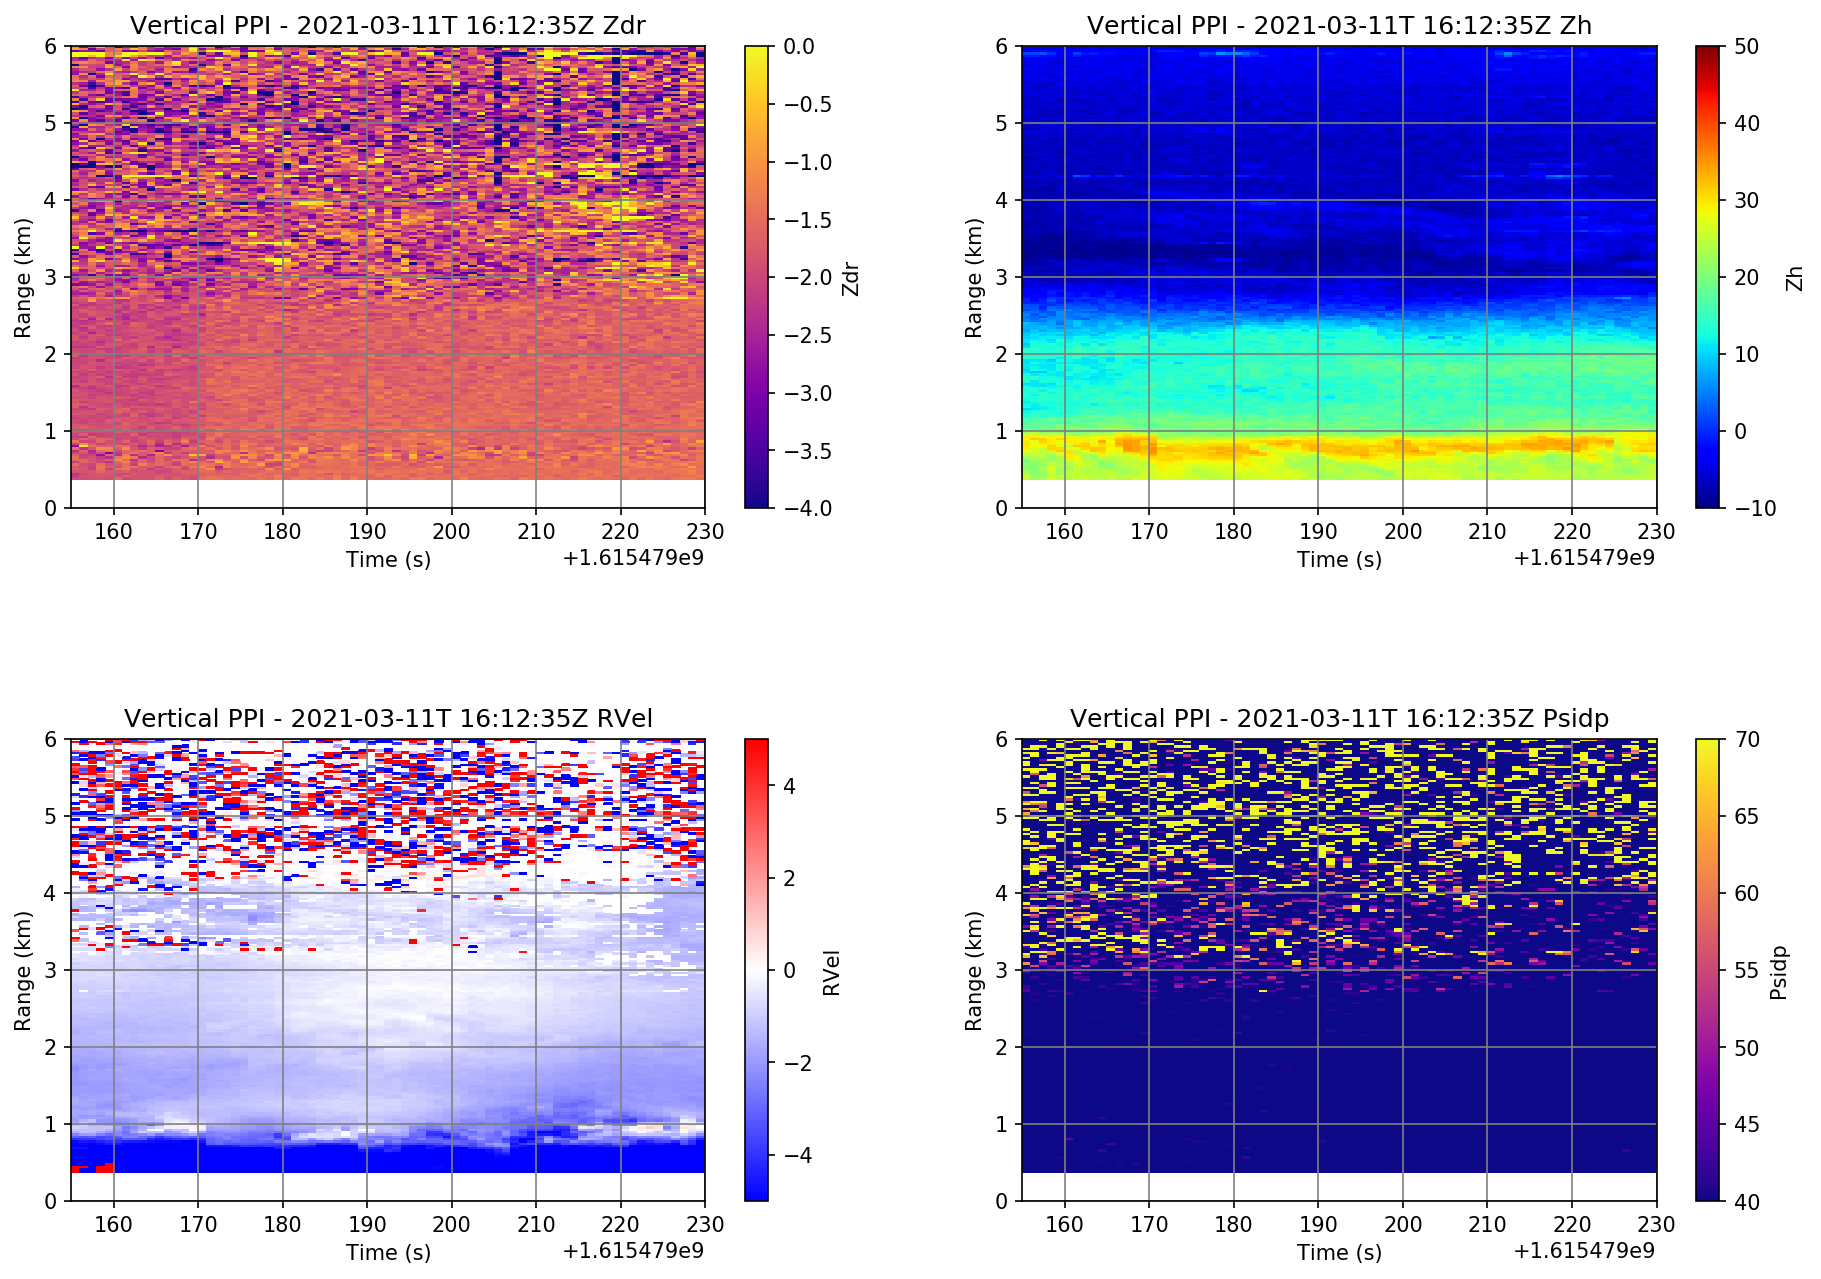 Vertical PPI - 2021-03-11T 16:12:35Z Zdr
6
5
4
3
2
1
0
Range (km)
160 170 180 190 200 210 220 230
Time (s)
+1.615479e9
0.0
−0.5
−1.0
−1.5
−2.0
−2.5
−3.0
−3.5
−4.0
Zdr
Vertical PPI - 2021-03-11T 16:12:35Z Zh
6
5
4
3
2
1
0
Range (km)
160 170 180 190 200 210 220 230
Time (s)
+1.615479e9
50
40
30
20
10
0
−10
Zh
Vertical PPI - 2021-03-11T 16:12:35Z RVel
6
5
4
3
2
1
0
Range (km)
160 170 180 190 200 210 220 230
Time (s)
+1.615479e9
4
2
0
−2
−4
RVel
Vertical PPI - 2021-03-11T 16:12:35Z Psidp
6
5
4
3
2
1
0
Range (km)
160 170 180 190 200 210 220 230
Time (s)
+1.615479e9
70
65
60
55
50
45
40
Psidp